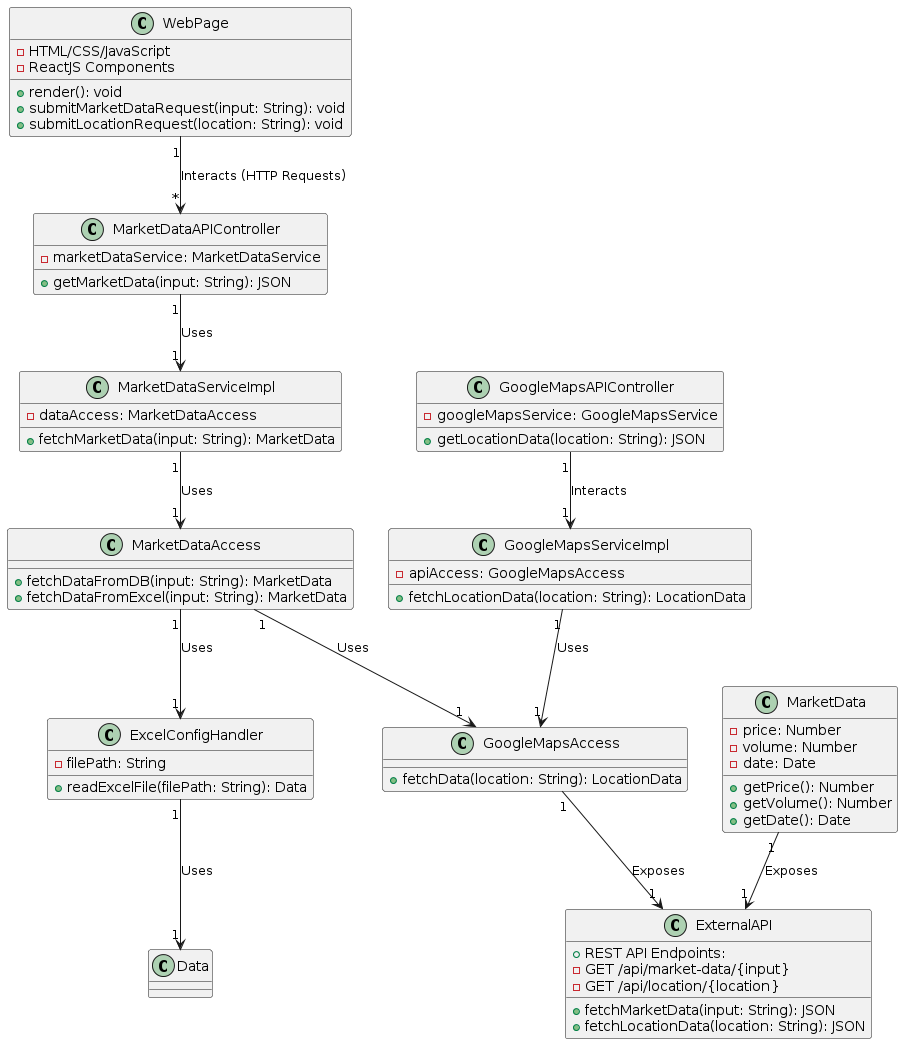 C WebPage
HTML/CSS/JavaScript
ReactJS Components
render(): void
submitMarketDataRequest(input: String): void
submitLocationRequest(location: String): void
1
Interacts (HTTP Requests)
*
C MarketDataAPIController
marketDataService: MarketDataService
getMarketData(input: String): JSON
1
Uses
1
C MarketDataServiceImpl
dataAccess: MarketDataAccess
fetchMarketData(input: String): MarketData
C GoogleMapsAPIController
googleMapsService: GoogleMapsService
getLocationData(location: String): JSON
1
Uses
1
1
Interacts
1
C MarketDataAccess
fetchDataFromDB(input: String): MarketData
fetchDataFromExcel(input: String): MarketData
C GoogleMapsServiceImpl
apiAccess: GoogleMapsAccess
fetchLocationData(location: String): LocationData
1
Uses
1
1
Uses
1
1
Uses
1
C MarketData
price: Number
volume: Number
date: Date
getPrice(): Number
getVolume(): Number
getDate(): Date
C ExcelConfigHandler
filePath: String
readExcelFile(filePath: String): Data
C GoogleMapsAccess
fetchData(location: String): LocationData
1
Uses
1
1
Exposes
1
1
Exposes
1
C Data
C ExternalAPI
REST API Endpoints:
GET /api/market-data/{input}
GET /api/location/{location}
fetchMarketData(input: String): JSON
fetchLocationData(location: String): JSON